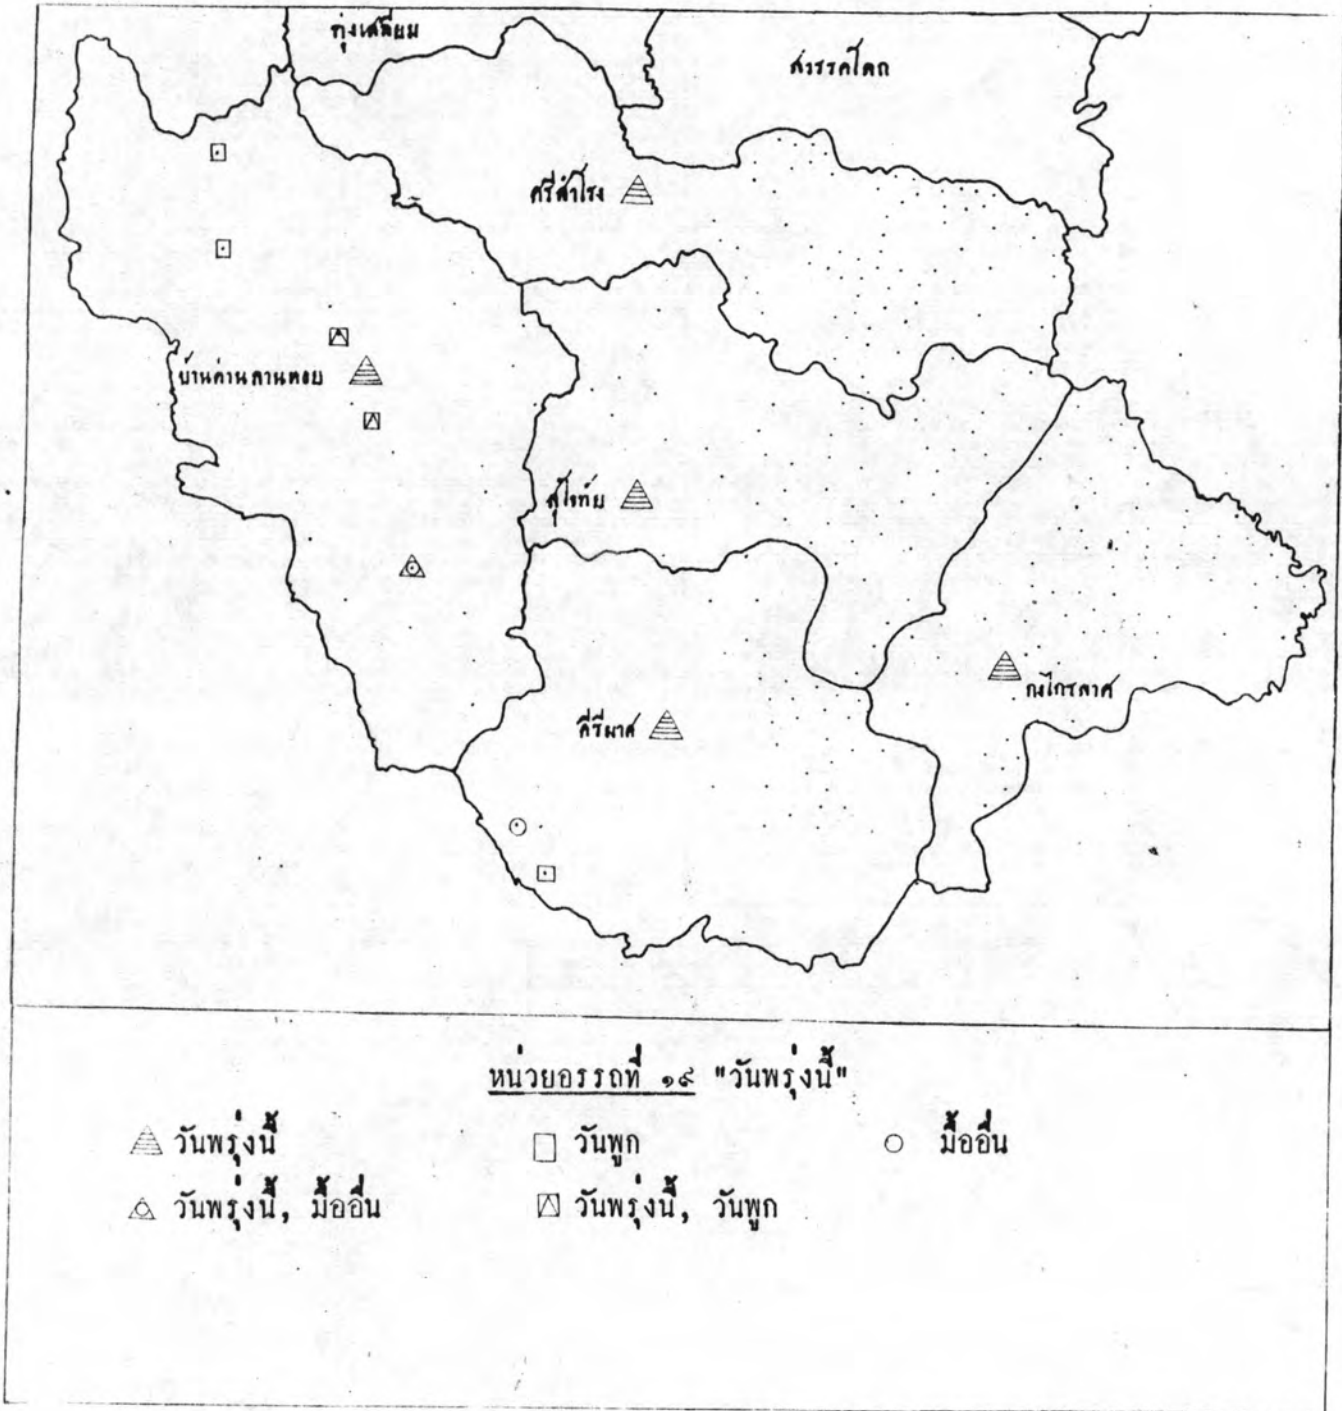 ทุ่งเสลี่ยม
สวรรคโลก
ศรีสำโรง
บ้านด่านลานหอย
สุโขทัย
กงไกรลาศ
คีรีมาศ
หน่วยอรรถที่ ๑๙ "วันพรุ่งนี้"
วันพรุ่งนี้ วันพูก มื้ออื่น
วันพรุ่งนี้, มื้ออื่น วันพรุ่งนี้, วันพูก